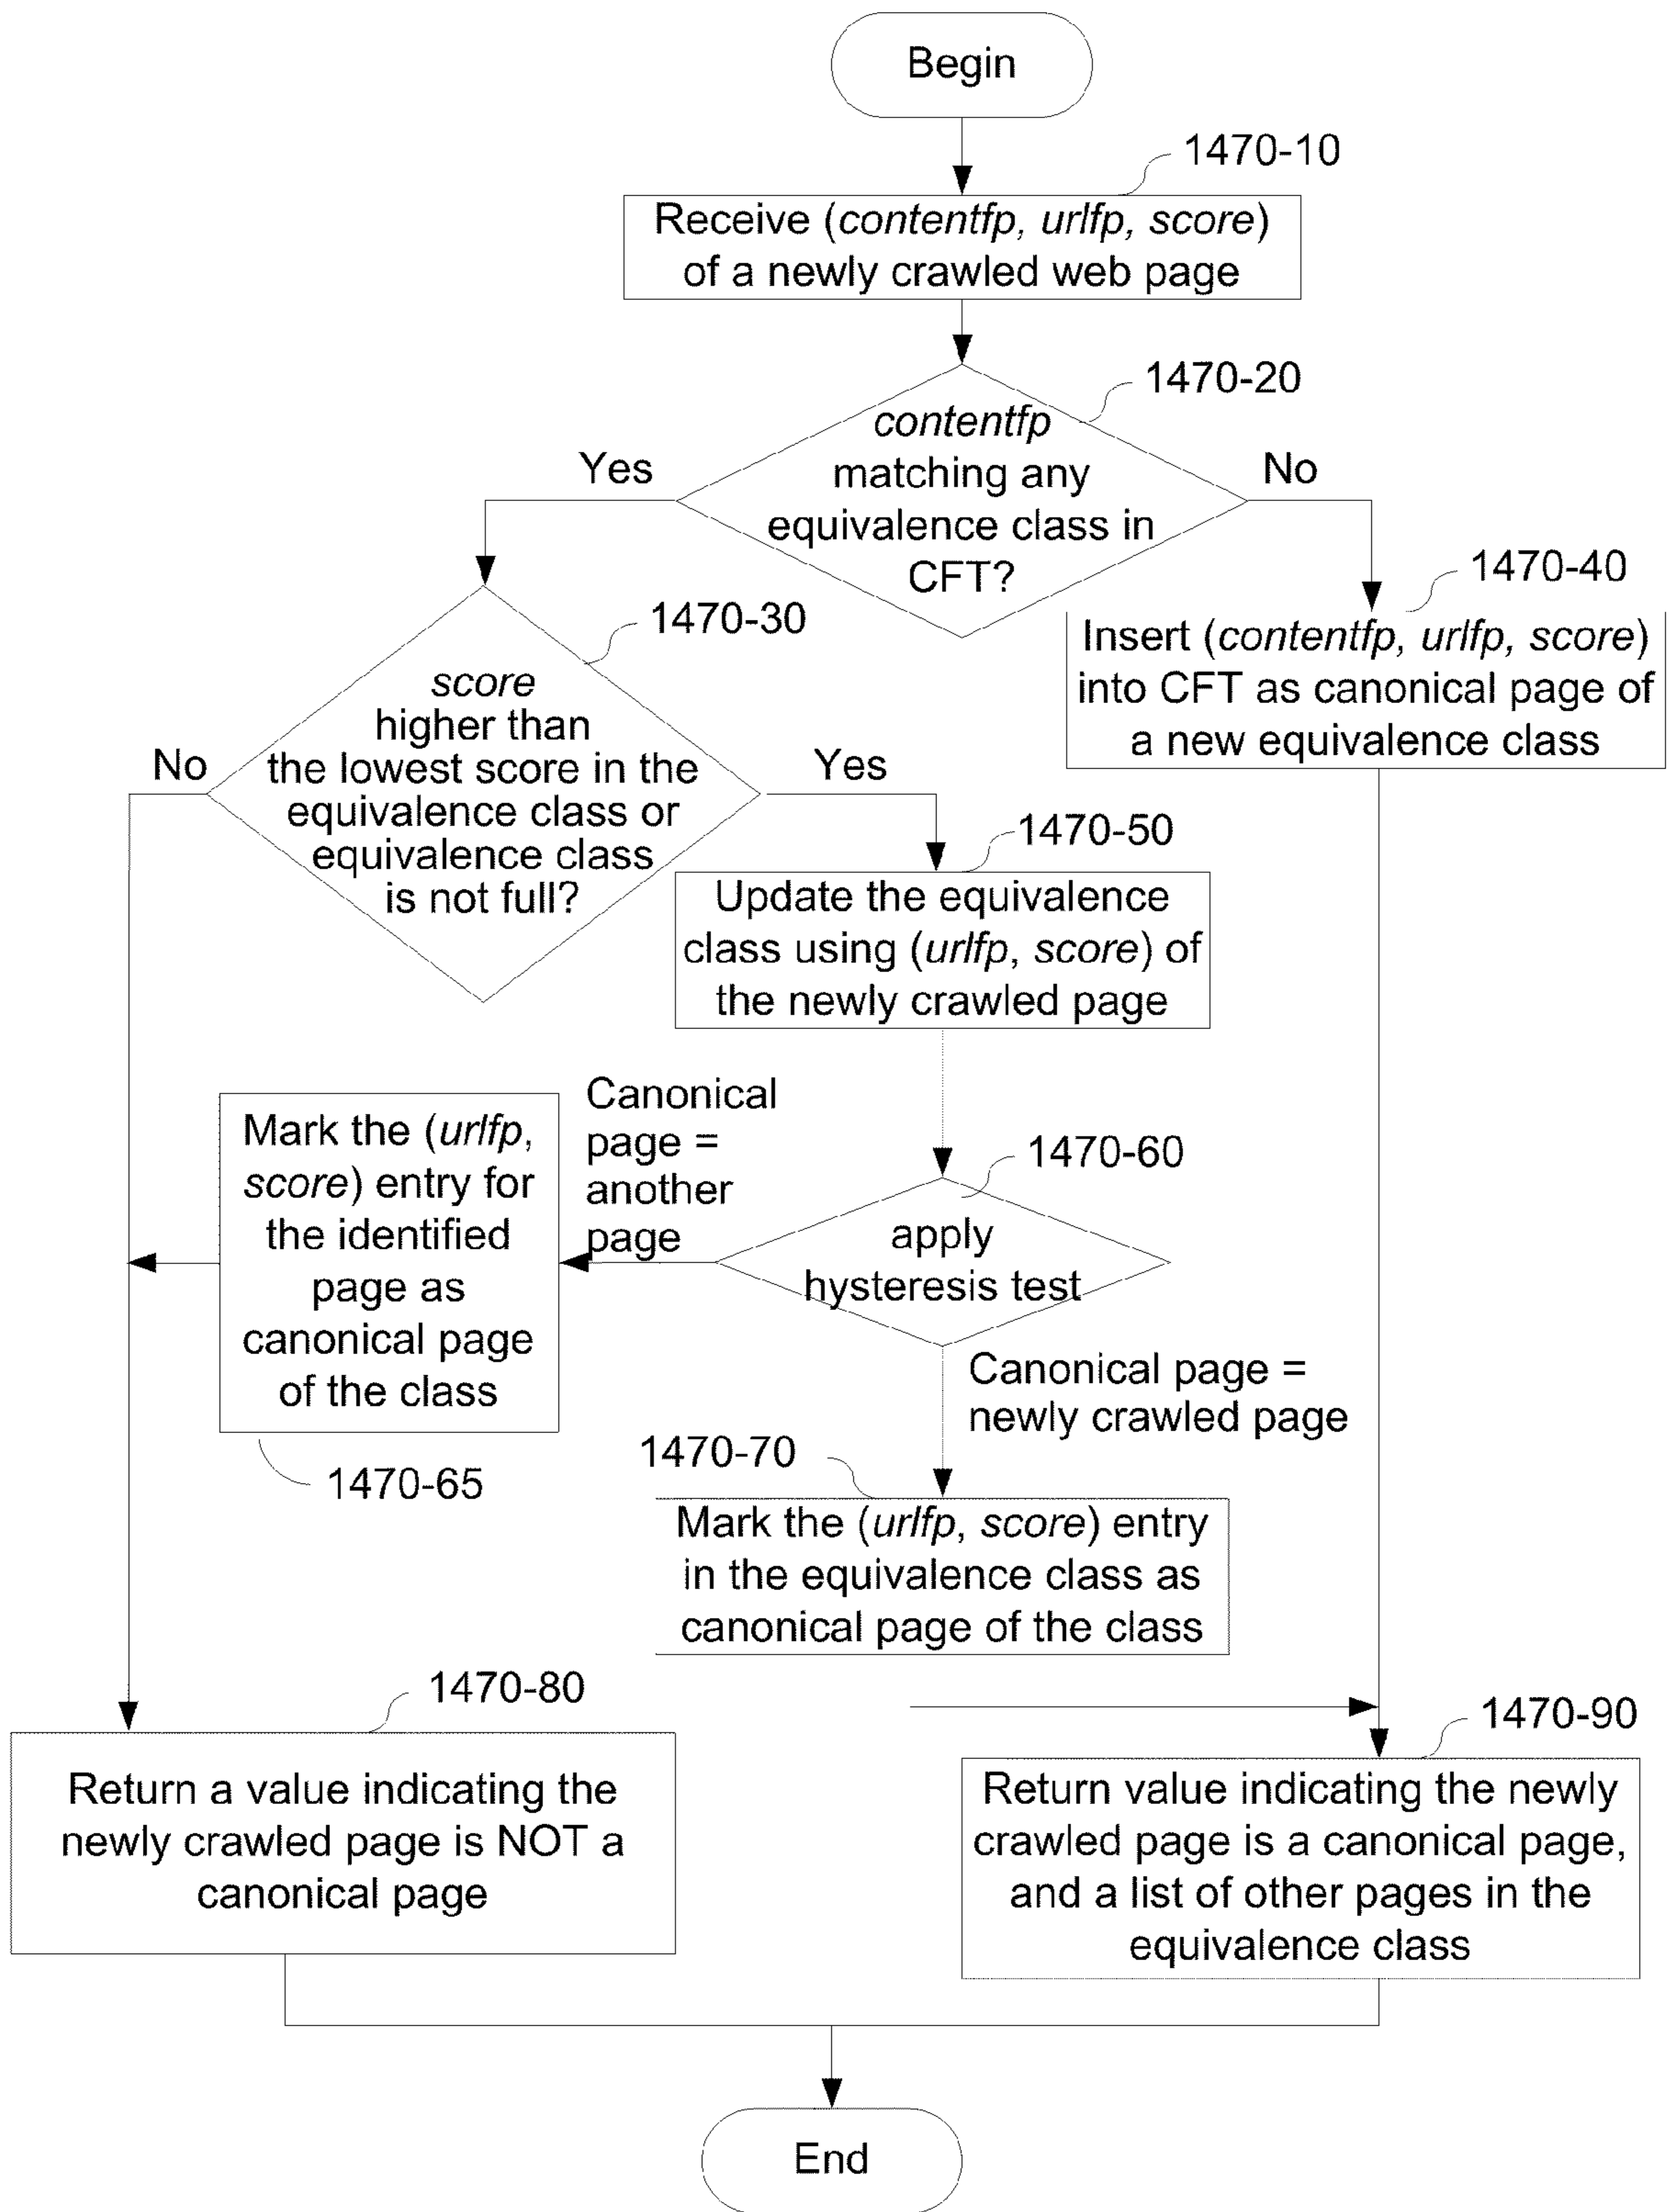 Begin
1470-10
Receive (contentfp, urlfp, score)
of a newly crawled web page
1470-20
contentfp
matching any
equivalence class in
CFT?
Yes
No
1470-30
score
higher than
the lowest score in the
equivalence class or
equivalence class
is not full?
No
Yes
1470-40
Insert (contentfp, urlfp, score)
into CFT as canonical page of
a new equivalence class
1470-50
Update the equivalence
class using (urlfp, score) of
the newly crawled page
Canonical
page =
another
page
1470-60
apply
hysteresis test
Mark the (urlfp,
score) entry for
the identified
page as
canonical page
of the class
1470-65
Canonical page =
newly crawled page
1470-70
Mark the (urlfp, score) entry
in the equivalence class as
canonical page of the class
1470-80
Return a value indicating the
newly crawled page is NOT a
canonical page
1470-90
Return value indicating the newly
crawled page is a canonical page,
and a list of other pages in the
equivalence class
End